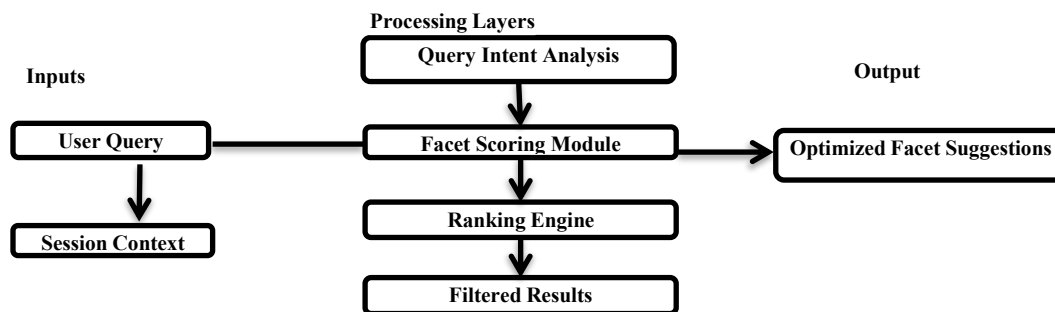 Processing Layers
Query Intent Analysis
Inputs
Output
User Query
Facet Scoring Module
Optimized Facet Suggestions
Session Context
Ranking Engine
Filtered Results